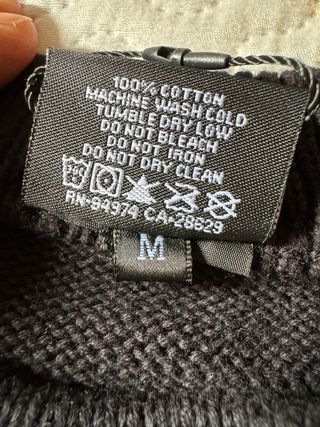 100% COTTON
MACHINE WASH COLD
TUMBLE DRY LOW
DO NOT BLEACH
DO NOT IRON
DO NOT DRY CLEAN
RN-94974 CA-28629
M